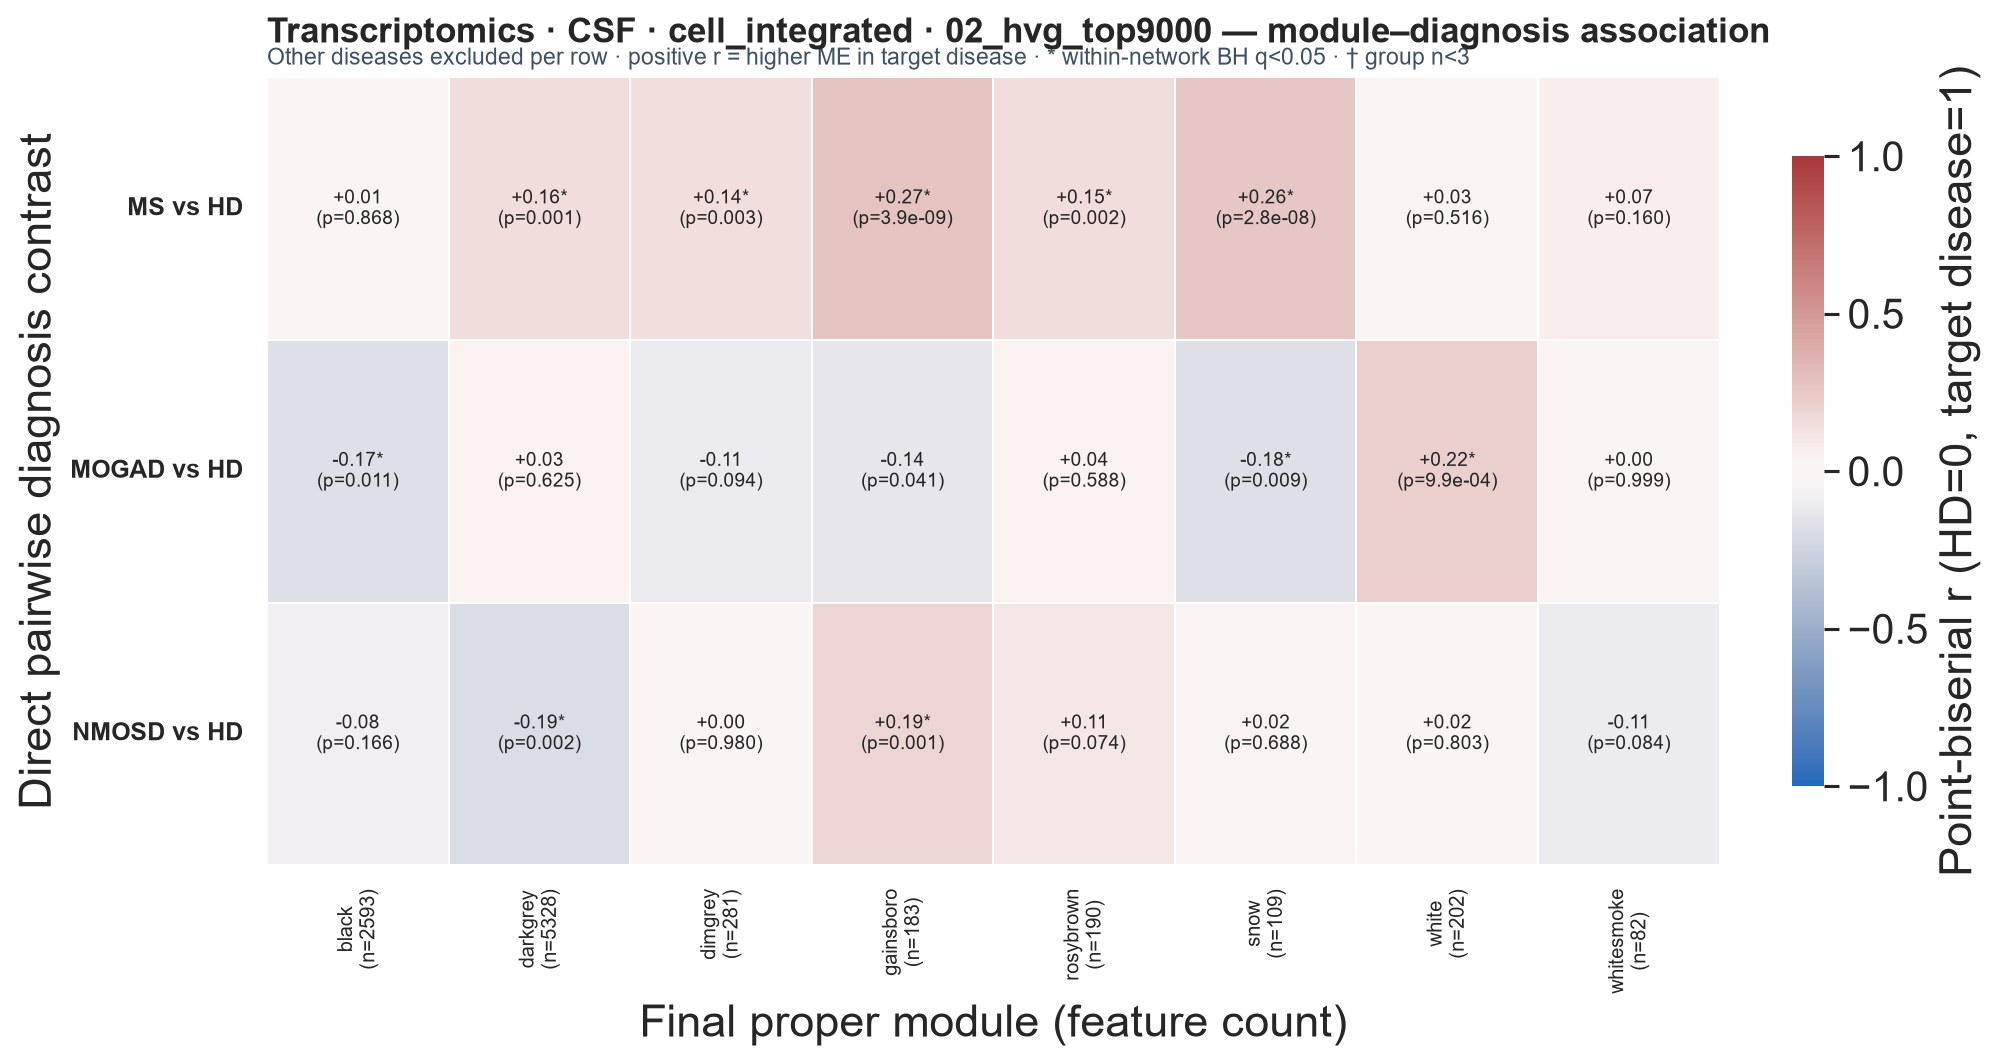 Transcriptomics · CSF · cell_integrated · 02_hvg_top9000 — module–diagnosis association
Other diseases excluded per row · positive r = higher ME in target disease · * within-network BH q<0.05 · † group n<3
Direct pairwise diagnosis contrast
MS vs HD
+0.01
(p=0.868)
+0.16*
(p=0.001)
+0.14*
(p=0.003)
+0.27*
(p=3.9e-09)
+0.15*
(p=0.002)
+0.26*
(p=2.8e-08)
+0.03
(p=0.516)
+0.07
(p=0.160)
MOGAD vs HD
-0.17*
(p=0.011)
+0.03
(p=0.625)
-0.11
(p=0.094)
-0.14
(p=0.041)
+0.04
(p=0.588)
-0.18*
(p=0.009)
+0.22*
(p=9.9e-04)
+0.00
(p=0.999)
NMOSD vs HD
-0.08
(p=0.166)
-0.19*
(p=0.002)
+0.00
(p=0.980)
+0.19*
(p=0.001)
+0.11
(p=0.074)
+0.02
(p=0.688)
+0.02
(p=0.803)
-0.11
(p=0.084)
black
(n=2593)
darkgrey
(n=5328)
dimgrey
(n=281)
gainsboro
(n=183)
rosybrown
(n=190)
snow
(n=109)
white
(n=202)
whitesmoke
(n=82)
Final proper module (feature count)
1.0
0.5
0.0
−0.5
−1.0
Point-biserial r (HD=0, target disease=1)